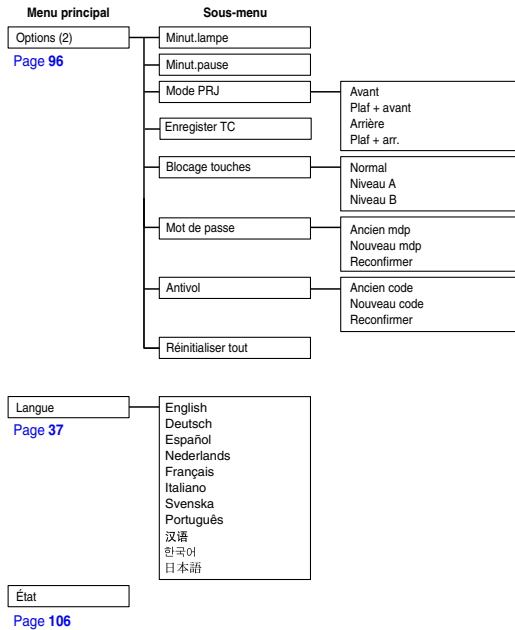 Menu principal
Sous-menu
Options (2)
Page 96
Minut.lampe
Minut.pause
Mode PRJ
Avant
Plaf + avant
Arrière
Plaf + arr.
Enregister TC
Blocage touches
Normal
Niveau A
Niveau B
Mot de passe
Ancien mdp
Nouveau mdp
Reconfirmer
Antivol
Ancien code
Nouveau code
Reconfirmer
Réinitialiser tout
Langue
Page 37
English
Deutsch
Español
Nederlands
Français
Italiano
Svenska
Português
汉语
한국어
日本語
État
Page 106